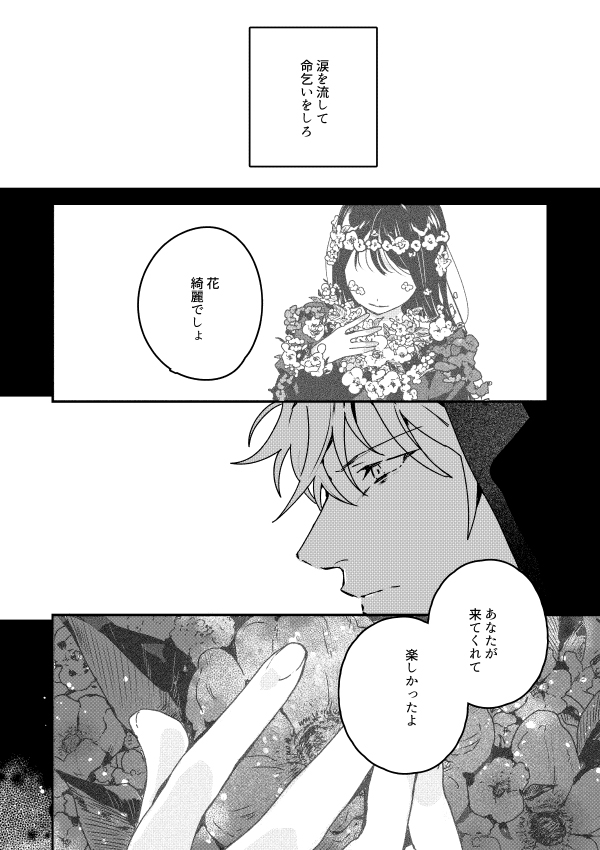 涙を流して
命乞いをしろ
花
綺麗でしょ
あなたが
来てくれて
楽しかったよ